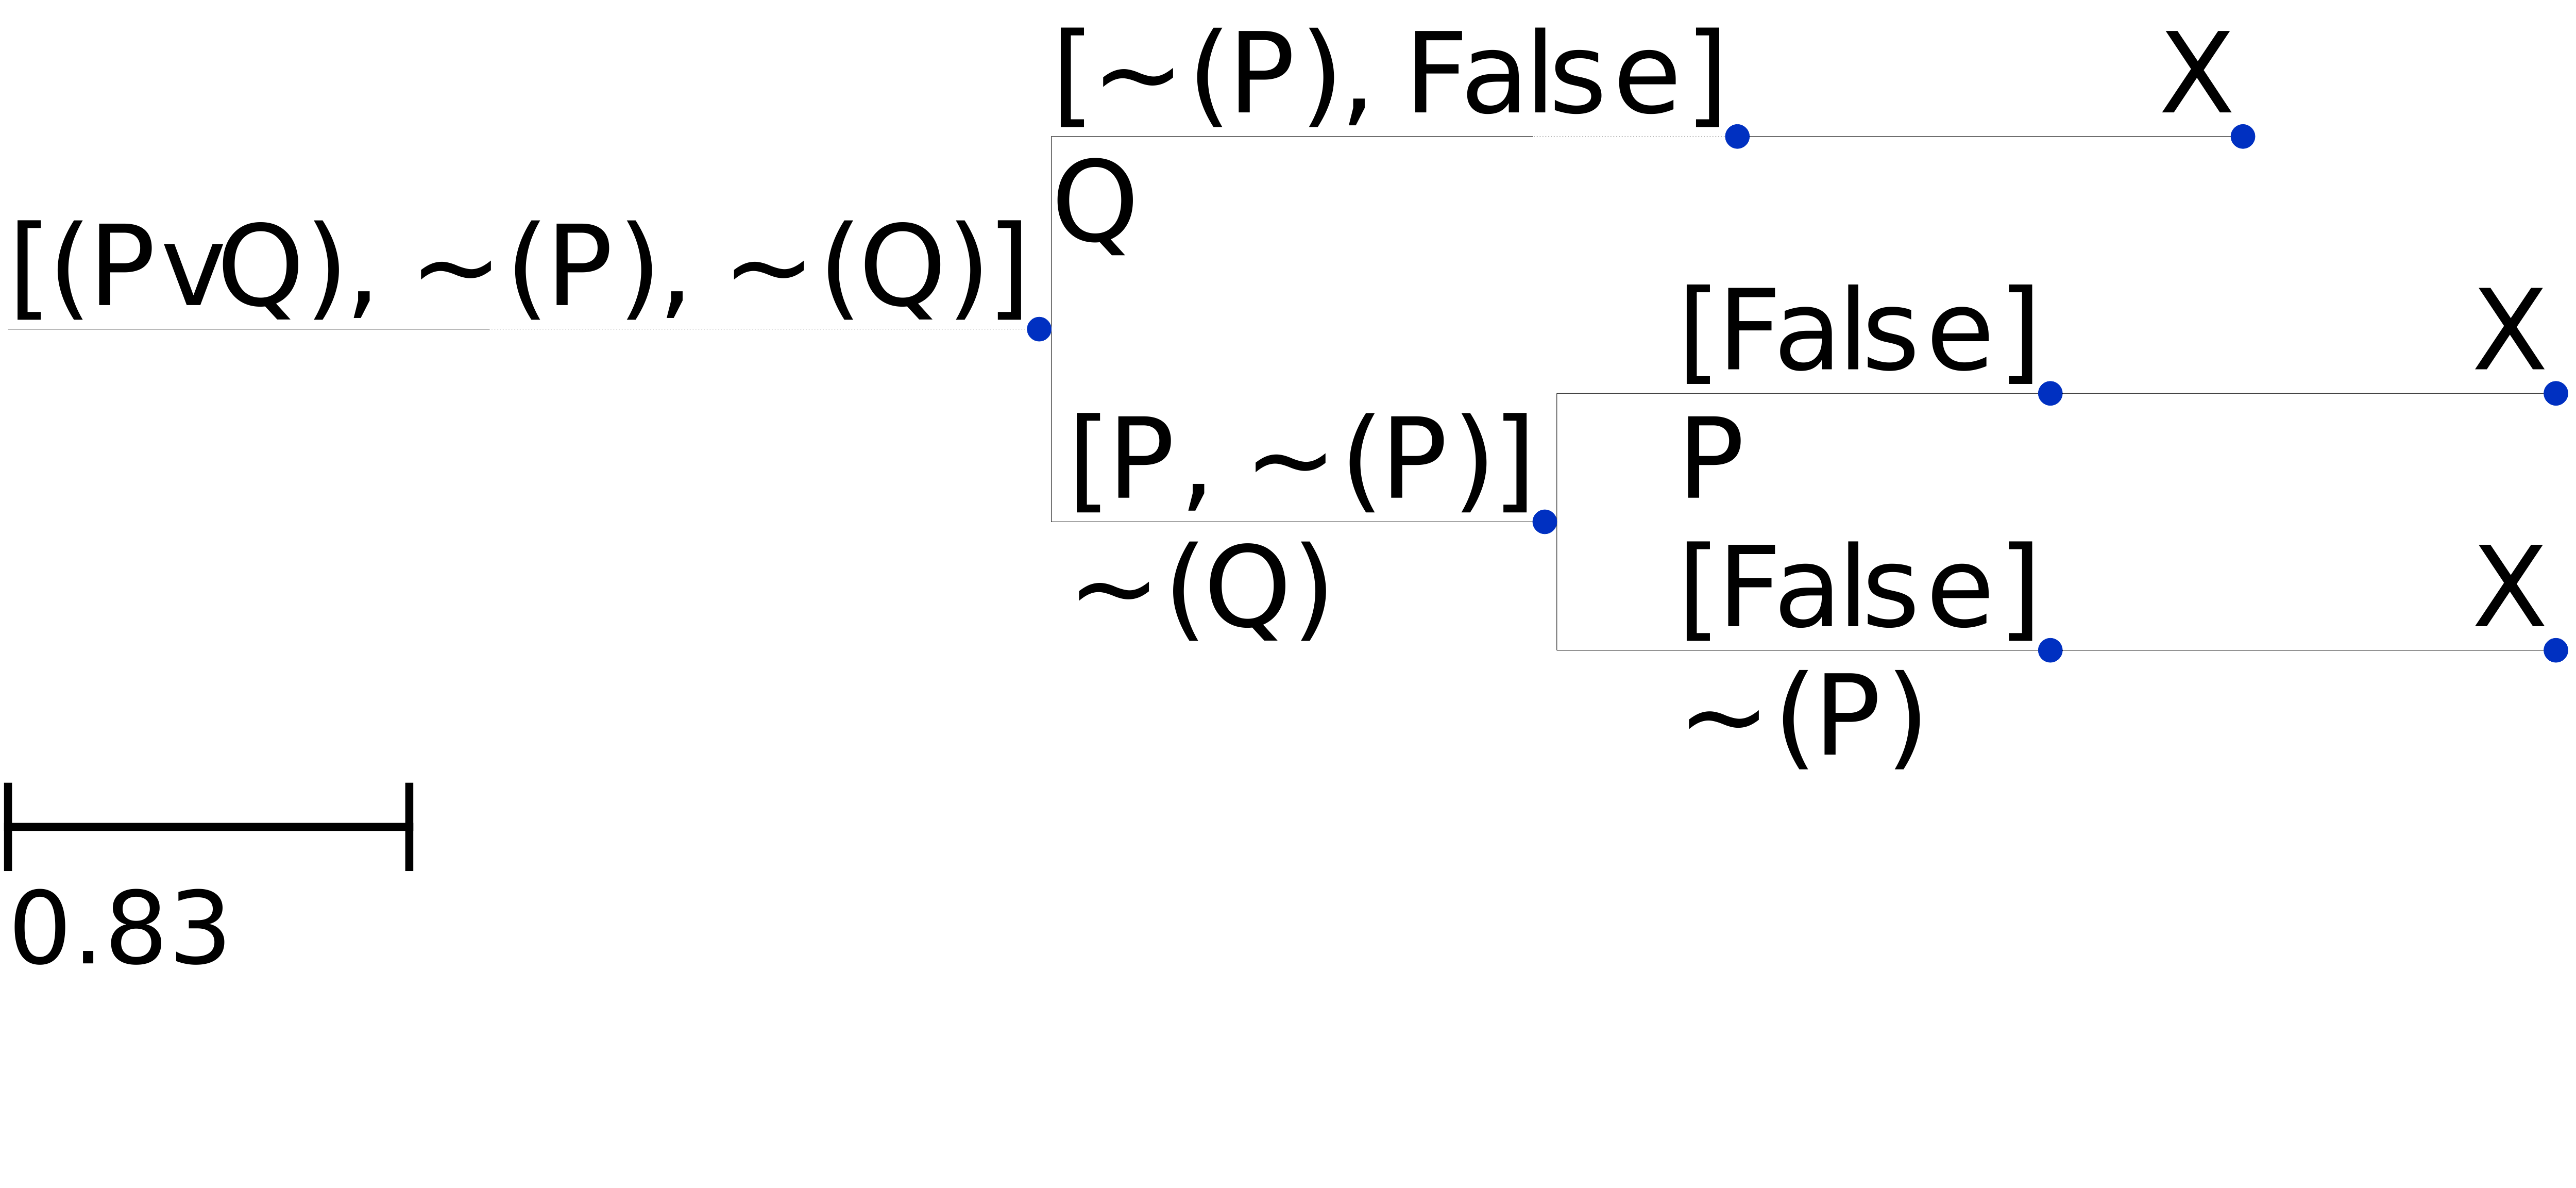 [~(P), False]
X
Q
[(PvQ), ~(P), ~(Q)]
[False]
X
[P, ~(P)]
P
~(Q)
[False]
X
~(P)
0.83